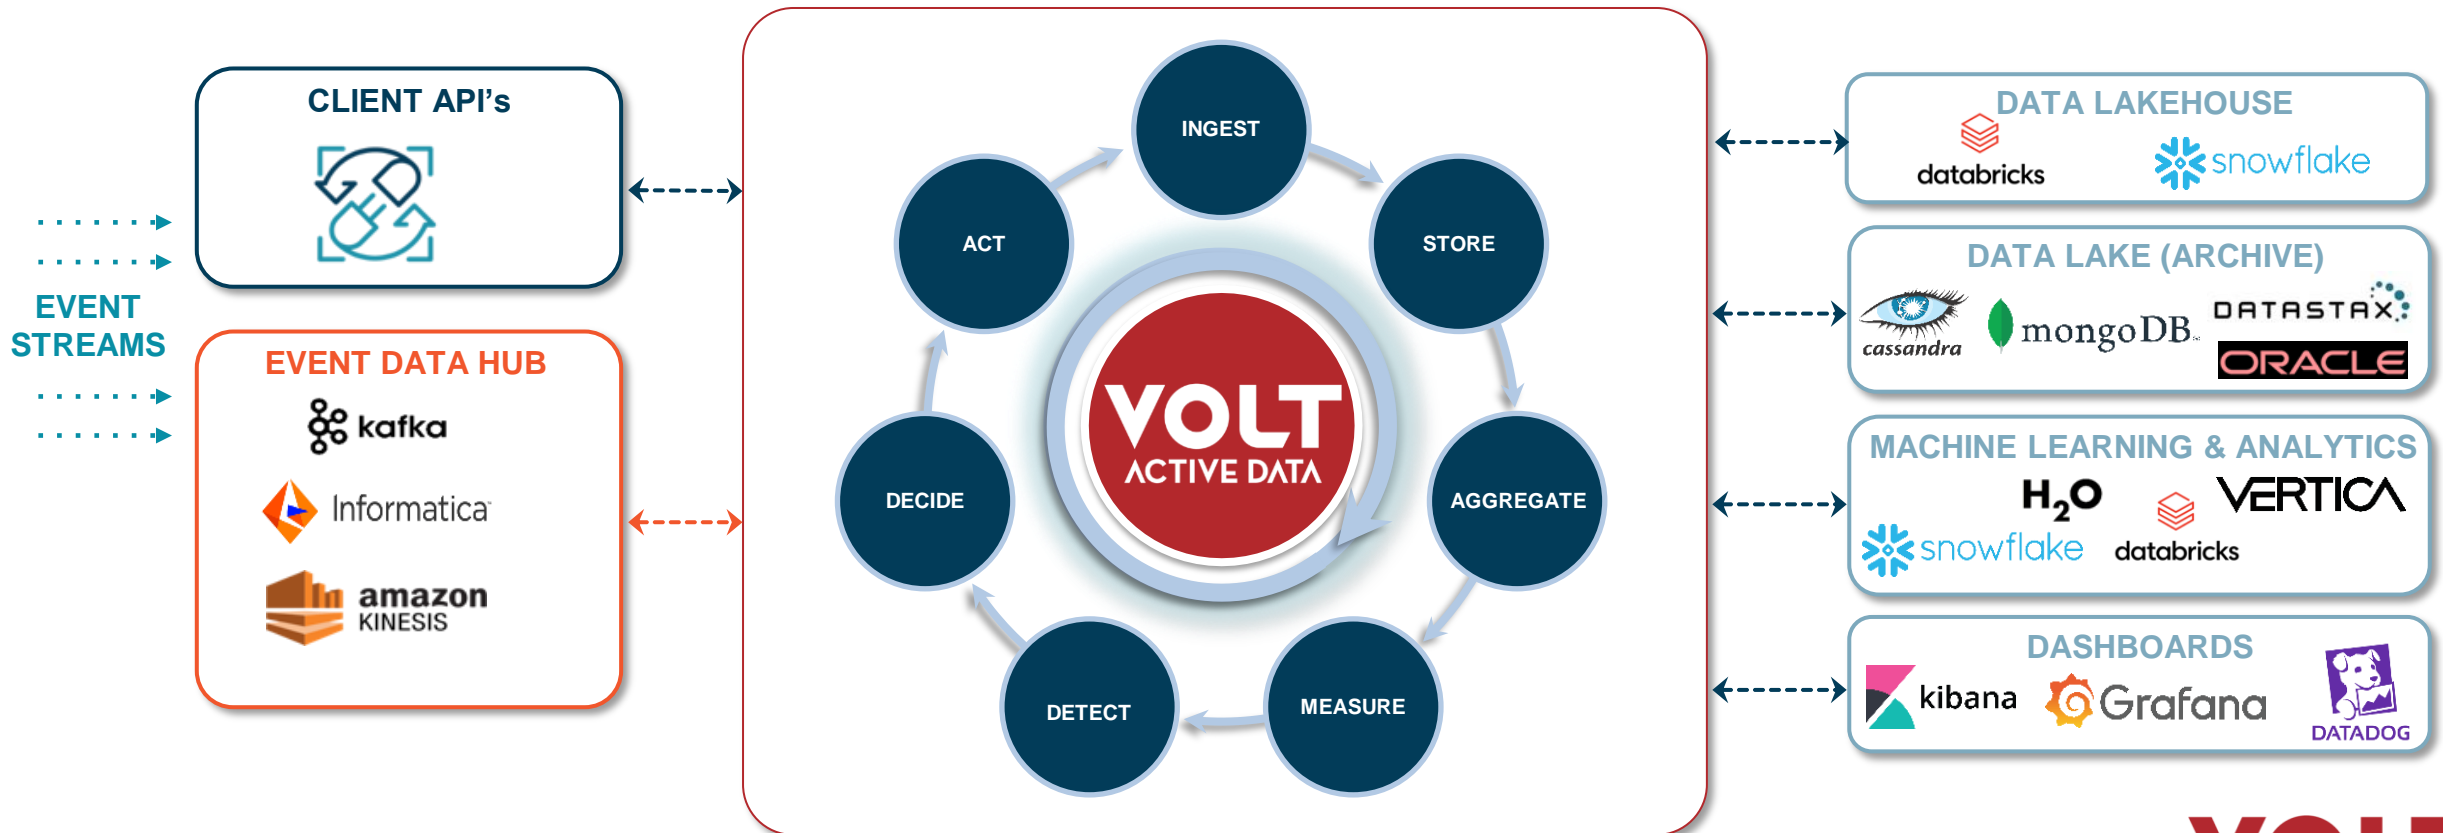 CLIENT API's
EVENT
STREAMS
EVENT DATA HUB
kafka
Informatica
amazon
KINESIS
INGEST
STORE
AGGREGATE
MEASURE
DETECT
DECIDE
ACT
VOLT
ACTIVE DATA
DATA LAKEHOUSE
databricks
snowflake
DATA LAKE (ARCHIVE)
cassandra
mongoDB
DATASTAX
ORACLE
MACHINE LEARNING & ANALYTICS
H2O
VERTICA
snowflake
databricks
DASHBOARDS
kibana
Grafana
DATADOG
VOLT